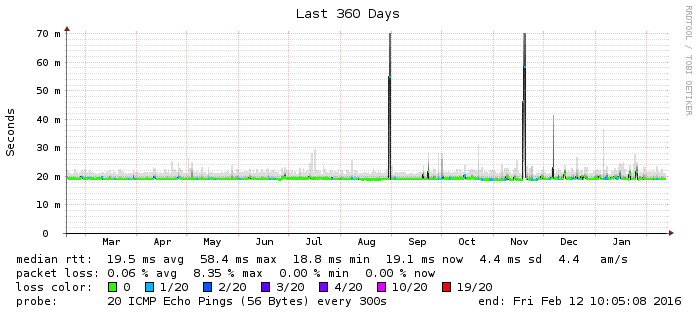 Last 360 Days
RRDTOOL / TOBI OETIKER
Seconds
70 m
60 m
50 m
40 m
30 m
20 m
10 m
0
Mar Apr May Jun Jul Aug Sep Oct Nov Dec Jan
median rtt: 19.5 ms avg 58.4 ms max 18.8 ms min 19.1 ms now 4.4 ms sd 4.4 am/s
packet loss: 0.06 % avg 8.35 % max 0.00 % min 0.00 % now
loss color: 0 1/20 2/20 3/20 4/20 10/20 19/20
probe: 20 ICMP Echo Pings (56 Bytes) every 300s end: Fri Feb 12 10:05:08 2016